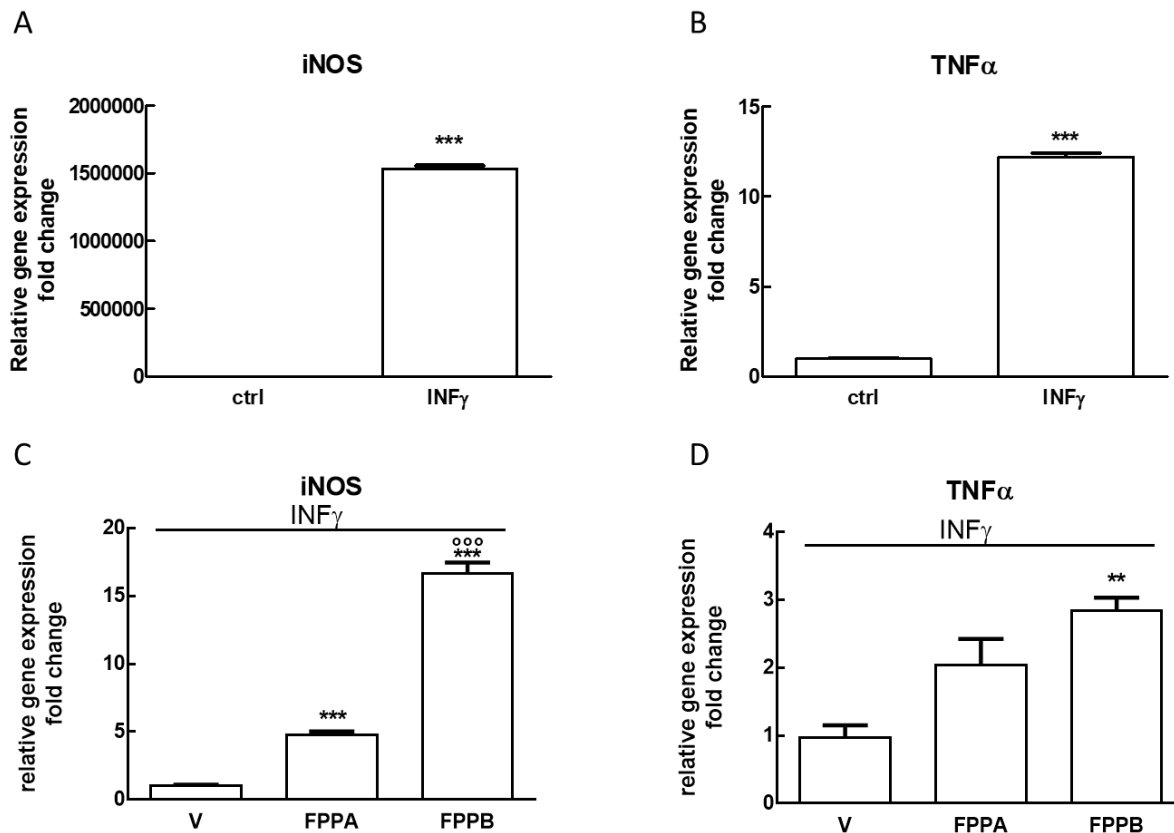 A
iNOS
Relative gene expression
fold change
2000000
1500000
1000000
500000
0
***
ctrl
INFγ
B
TNFα
Relative gene expression
fold change
15
10
5
0
***
ctrl
INFγ
C
iNOS
INFγ
relative gene expression
fold change
20
15
10
5
0
***
°°°
***
V
FPPA
FPPB
D
TNFα
INFγ
relative gene expression
fold change
4
3
2
1
0
**
V
FPPA
FPPB